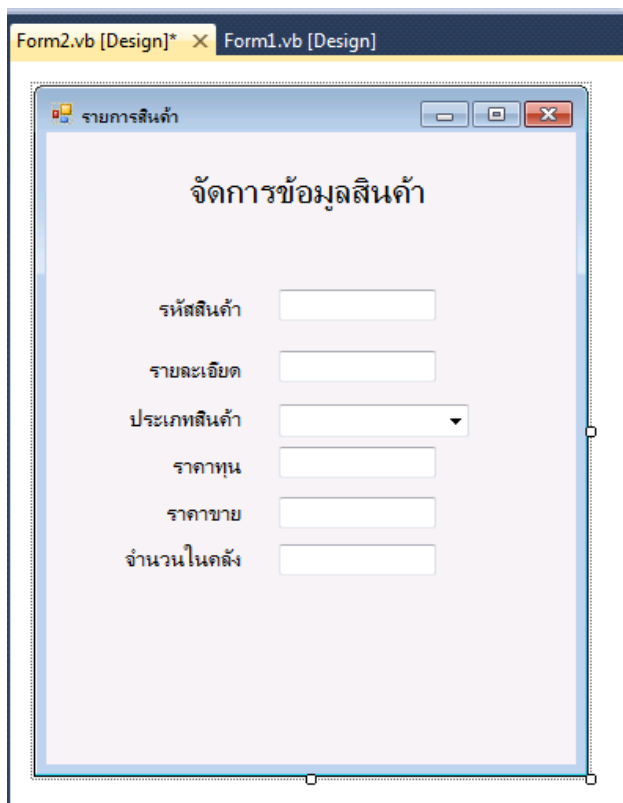 Form2.vb [Design]* Form1.vb [Design]
รายการสินค้า
จัดการข้อมูลสินค้า
รหัสสินค้า
รายละเอียด
ประเภทสินค้า
ราคาทุน
ราคาขาย
จำนวนในคลัง